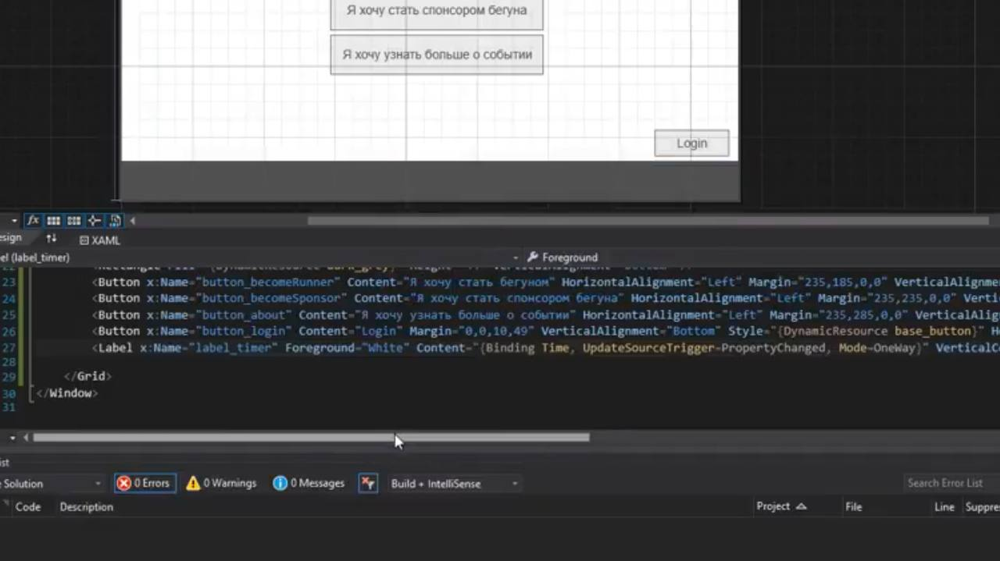 Я хочу стать спонсором бегуна
Я хочу узнать больше о событии
Login
fx
esign XAML
el (label_timer) Foreground
23 <Button x:Name="button_becomeRunner" Content="Я хочу стать бегуном" HorizontalAlignment="Left" Margin="235,185,0,0" VerticalAlignme
24 <Button x:Name="button_becomeSponsor" Content="Я хочу стать спонсором бегуна" HorizontalAlignment="Left" Margin="235,235,0,0" Verti
25 <Button x:Name="button_about" Content="Я хочу узнать больше о событии" HorizontalAlignment="Left" Margin="235,285,0,0" VerticalAlig
26 <Button x:Name="button_login" Content="Login" Margin="0,0,10,49" VerticalAlignment="Bottom" Style="{DynamicResource base_button}" Ho
27 <Label x:Name="label_timer" Foreground="White" Content="{Binding Time, UpdateSourceTrigger=PropertyChanged, Mode=OneWay}" VerticalCo
28
29 </Grid>
30 </Window>
31
ist
e Solution 0 Errors 0 Warnings 0 Messages Build + IntelliSense Search Error List
Code Description Project File Line Suppre